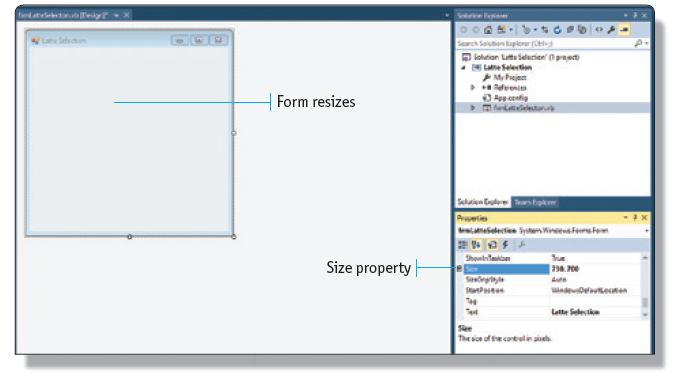 frmLatteSelection.vb [Design]*
Latte Selection
Form resizes
Size property
Solution Explorer
Search Solution Explorer (Ctrl+;)
Solution 'Latte Selection' (1 project)
Latte Selection
My Project
References
App.config
frmLatteSelection.vb
Solution Explorer Team Explorer
Properties
frmLatteSelection System.Windows.Forms.Form
ShowInTaskbar True
Size 730, 700
SizeGripStyle Auto
StartPosition WindowsDefaultLocation
Tag
Text Latte Selection
Size
The size of the control in pixels.